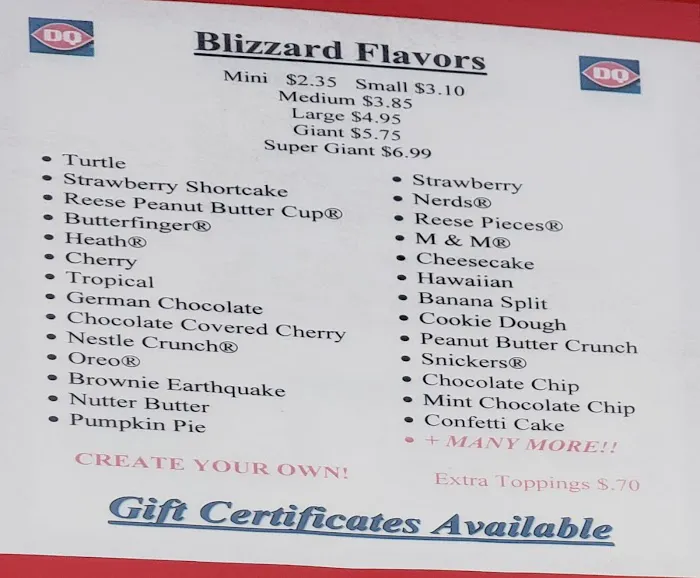 DQ
Blizzard Flavors
DQ
Mini $2.35 Small $3.10
Medium $3.85
Large $4.95
Giant $5.75
Super Giant $6.99
• Turtle
• Strawberry Shortcake
• Reese Peanut Butter Cup®
• Butterfinger®
• Heath®
• Cherry
• Tropical
• German Chocolate
• Chocolate Covered Cherry
• Nestle Crunch®
• Oreo®
• Brownie Earthquake
• Nutter Butter
• Pumpkin Pie
• Strawberry
• Nerds®
• Reese Pieces®
• M & M®
• Cheesecake
• Hawaiian
• Banana Split
• Cookie Dough
• Peanut Butter Crunch
• Snickers®
• Chocolate Chip
• Mint Chocolate Chip
• Confetti Cake
• + MANY MORE!!
CREATE YOUR OWN!
Extra Toppings $.70
Gift Certificates Available